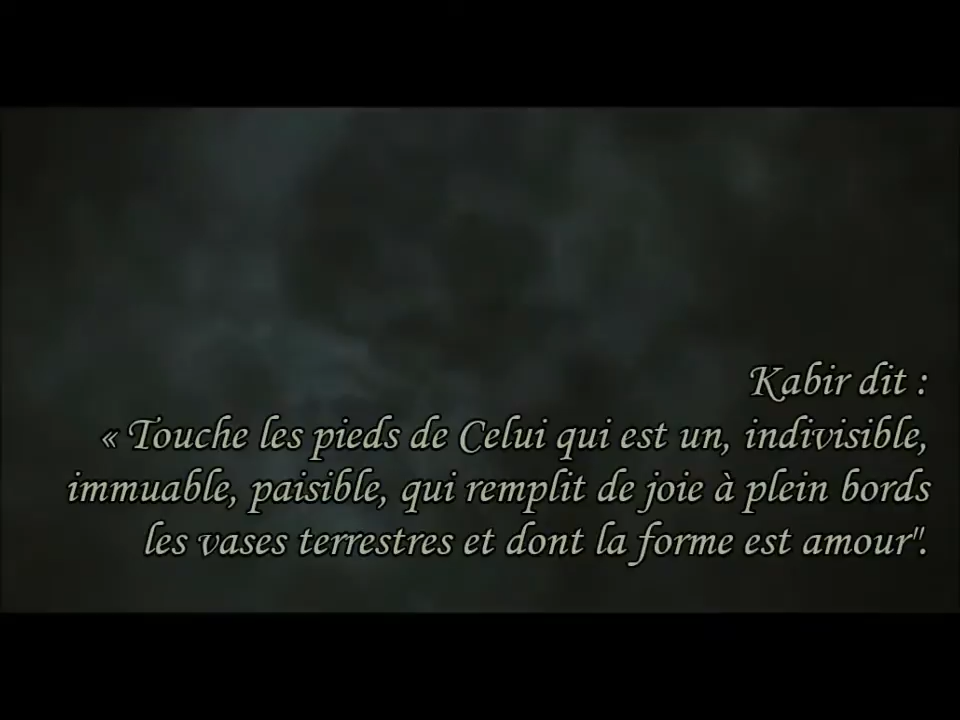 Kabir dit :
« Touche les pieds de Celui qui est un, indivisible,
immuable, paisible, qui remplit de joie à plein bords
les vases terrestres et dont la forme est amour".